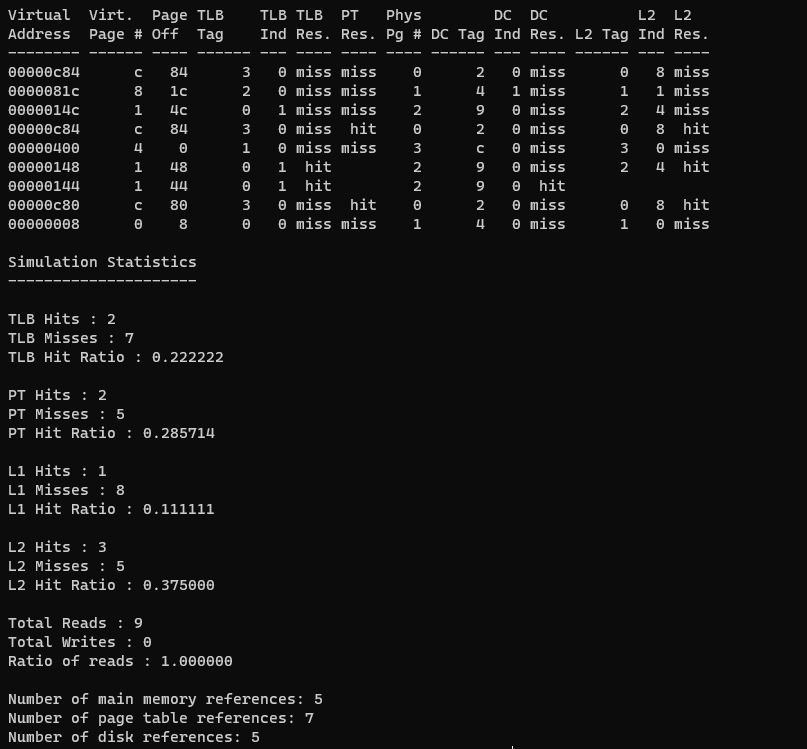 Virtual  Virt.  Page TLB    TLB TLB  PT   Phys        DC  DC          L2  L2
Address  Page # Off  Tag    Ind Res. Res. Pg # DC Tag Ind Res. L2 Tag Ind Res.
-------- ------ ---- ------ --- ---- ---- ---- ------ --- ---- ------ --- ----
00000c84      c   84      3   0 miss miss    0      2   0 miss      0   8 miss
0000081c      8   1c      2   0 miss miss    1      4   1 miss      1   1 miss
0000014c      1   4c      0   1 miss miss    2      9   0 miss      2   4 miss
00000c84      c   84      3   0 miss  hit    0      2   0 miss      0   8  hit
00000400      4    0      1   0 miss miss    3      c   0 miss      3   0 miss
00000148      1   48      0   1  hit         2      9   0 miss      2   4  hit
00000144      1   44      0   1  hit         2      9   0  hit
00000c80      c   80      3   0 miss  hit    0      2   0 miss      0   8  hit
00000008      0    8      0   0 miss miss    1      4   0 miss      1   0 miss
Simulation Statistics
---------------------
TLB Hits : 2
TLB Misses : 7
TLB Hit Ratio : 0.222222
PT Hits : 2
PT Misses : 5
PT Hit Ratio : 0.285714
L1 Hits : 1
L1 Misses : 8
L1 Hit Ratio : 0.111111
L2 Hits : 3
L2 Misses : 5
L2 Hit Ratio : 0.375000
Total Reads : 9
Total Writes : 0
Ratio of reads : 1.000000
Number of main memory references: 5
Number of page table references: 7
Number of disk references: 5